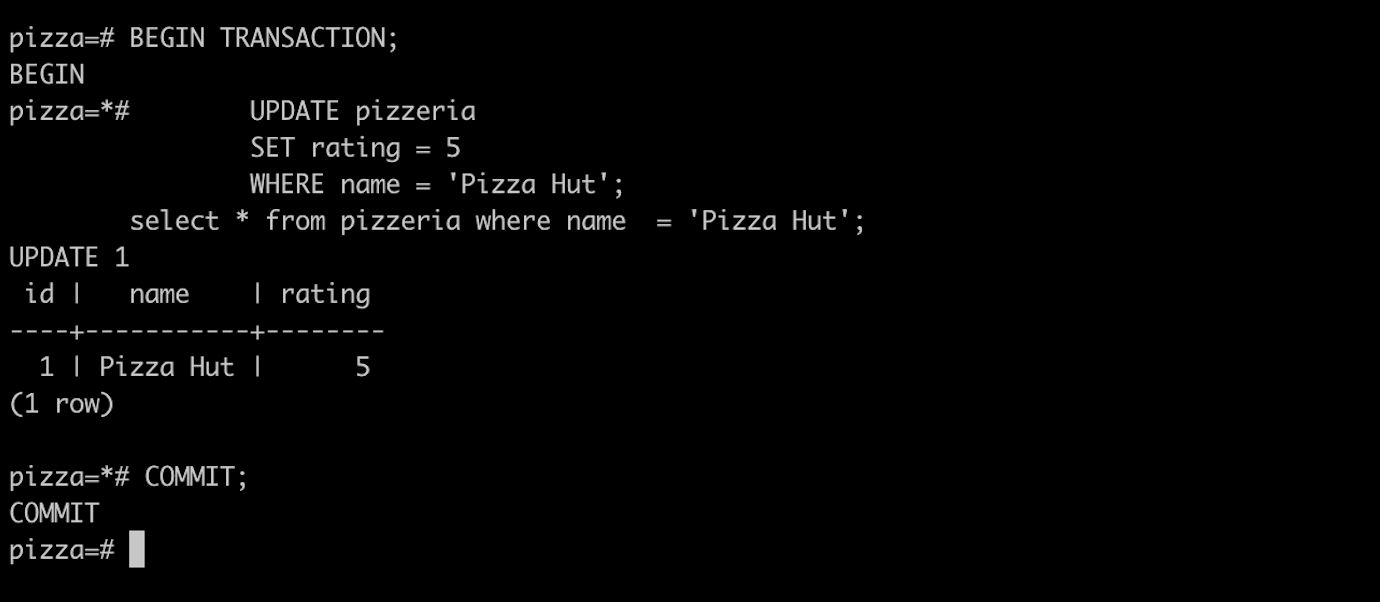 pizza=# BEGIN TRANSACTION;
BEGIN
pizza=*#        UPDATE pizzeria
                SET rating = 5
                WHERE name = 'Pizza Hut';
        select * from pizzeria where name  = 'Pizza Hut';
UPDATE 1
 id |   name    | rating
----+-----------+--------
  1 | Pizza Hut |      5
(1 row)

pizza=*# COMMIT;
COMMIT
pizza=#